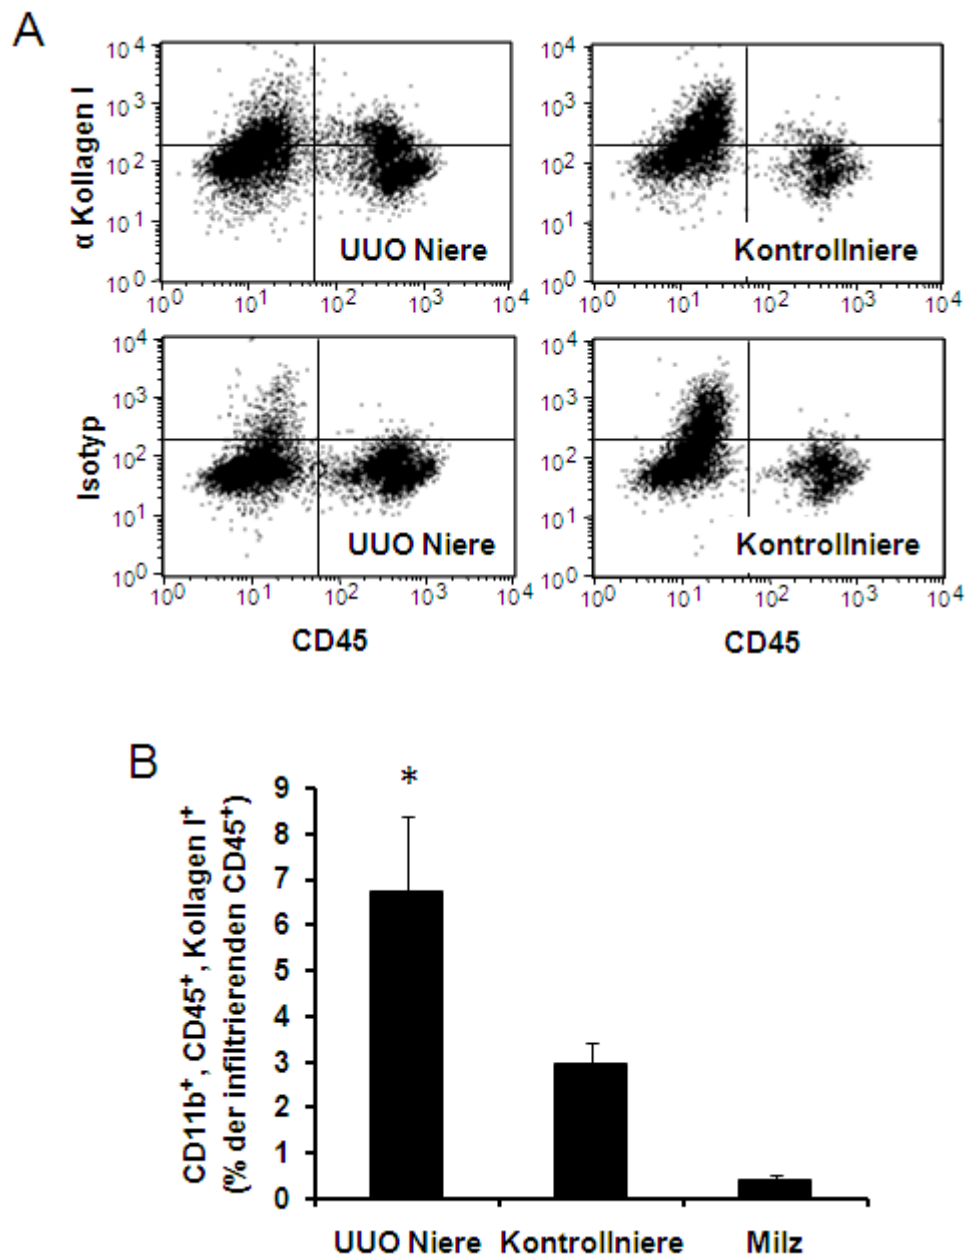 A
α Kollagen I
10⁴
10³
10²
10¹
10⁰
UUO Niere
10⁰ 10¹ 10² 10³ 10⁴
10⁴
10³
10²
10¹
10⁰
Kontrollniere
10⁰ 10¹ 10² 10³ 10⁴
Isotyp
10⁴
10³
10²
10¹
10⁰
UUO Niere
10⁰ 10¹ 10² 10³ 10⁴
CD45
10⁴
10³
10²
10¹
10⁰
Kontrollniere
10⁰ 10¹ 10² 10³ 10⁴
CD45
B
CD11b⁺, CD45⁺, Kollagen I⁺
(% der infiltrierenden CD45⁺)
9
8
7
6
5
4
3
2
1
0
*
UUO Niere Kontrollniere Milz